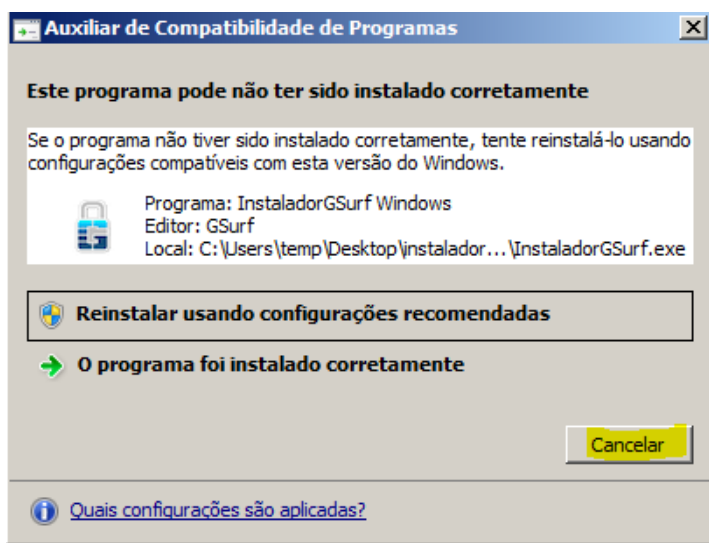 Auxiliar de Compatibilidade de Programas
Este programa pode não ter sido instalado corretamente
Se o programa não tiver sido instalado corretamente, tente reinstalá-lo usando
configurações compatíveis com esta versão do Windows.
Programa: InstaladorGSurf Windows
Editor: GSurf
Local: C:\Users\temp\Desktop\instalador...\InstaladorGSurf.exe
Reinstalar usando configurações recomendadas
O programa foi instalado corretamente
Cancelar
Quais configurações são aplicadas?